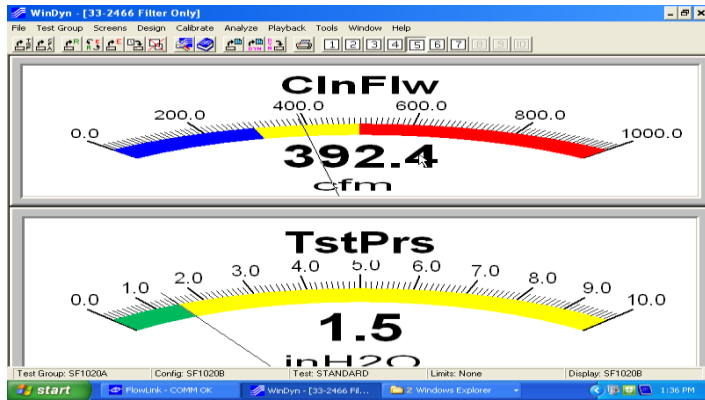 WinDyn - [33-2466 Filter Only]
File Test Group Screens Design Calibrate Analyze Playback Tools Window Help
1 2 3 4 5 6 7 8 9 10
ClnFlw
0.0 200.0 400.0 600.0 800.0 1000.0
392.4
cfm
TstPrs
0.0 1.0 2.0 3.0 4.0 5.0 6.0 7.0 8.0 9.0 10.0
1.5
inH2O
Test Group: SF1020A Config: SF1020B Test: STANDARD Limits: None Display: SF1020B
start FlowLink - COMM OK WinDyn - [33-2466 Fil... 2 Windows Explorer 1:36 PM